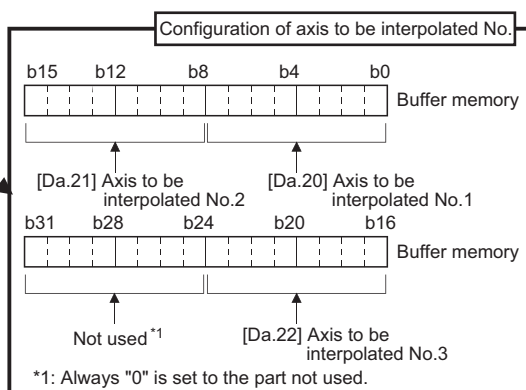 Configuration of axis to be interpolated No.
b15 b12 b8 b4 b0
Buffer memory
[Da.21] Axis to be interpolated No.2
[Da.20] Axis to be interpolated No.1
b31 b28 b24 b20 b16
Buffer memory
Not used *1
[Da.22] Axis to be interpolated No.3
*1: Always "0" is set to the part not used.